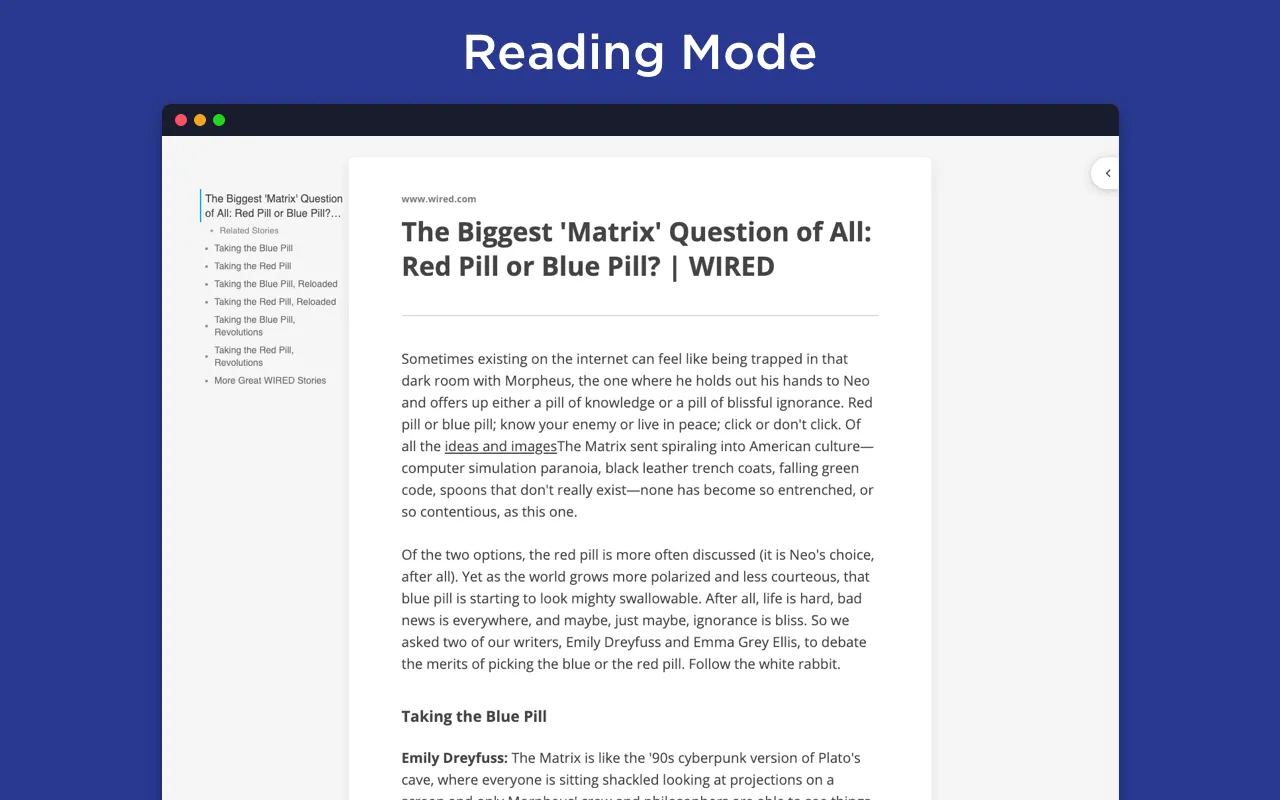 Reading Mode
The Biggest 'Matrix' Question
of All: Red Pill or Blue Pill?…
Related Stories
Taking the Blue Pill
Taking the Red Pill
Taking the Blue Pill, Reloaded
Taking the Red Pill, Reloaded
Taking the Blue Pill,
Revolutions
Taking the Red Pill,
Revolutions
More Great WIRED Stories
www.wired.com
The Biggest 'Matrix' Question of All:
Red Pill or Blue Pill? | WIRED
Sometimes existing on the internet can feel like being trapped in that
dark room with Morpheus, the one where he holds out his hands to Neo
and offers up either a pill of knowledge or a pill of blissful ignorance. Red
pill or blue pill; know your enemy or live in peace; click or don't click. Of
all the ideas and imagesThe Matrix sent spiraling into American culture—
computer simulation paranoia, black leather trench coats, falling green
code, spoons that don't really exist—none has become so entrenched, or
so contentious, as this one.
Of the two options, the red pill is more often discussed (it is Neo's choice,
after all). Yet as the world grows more polarized and less courteous, that
blue pill is starting to look mighty swallowable. After all, life is hard, bad
news is everywhere, and maybe, just maybe, ignorance is bliss. So we
asked two of our writers, Emily Dreyfuss and Emma Grey Ellis, to debate
the merits of picking the blue or the red pill. Follow the white rabbit.
Taking the Blue Pill
Emily Dreyfuss: The Matrix is like the '90s cyberpunk version of Plato's
cave, where everyone is sitting shackled looking at projections on a
screen and only Morpheus' crew and philosophers are able to see things